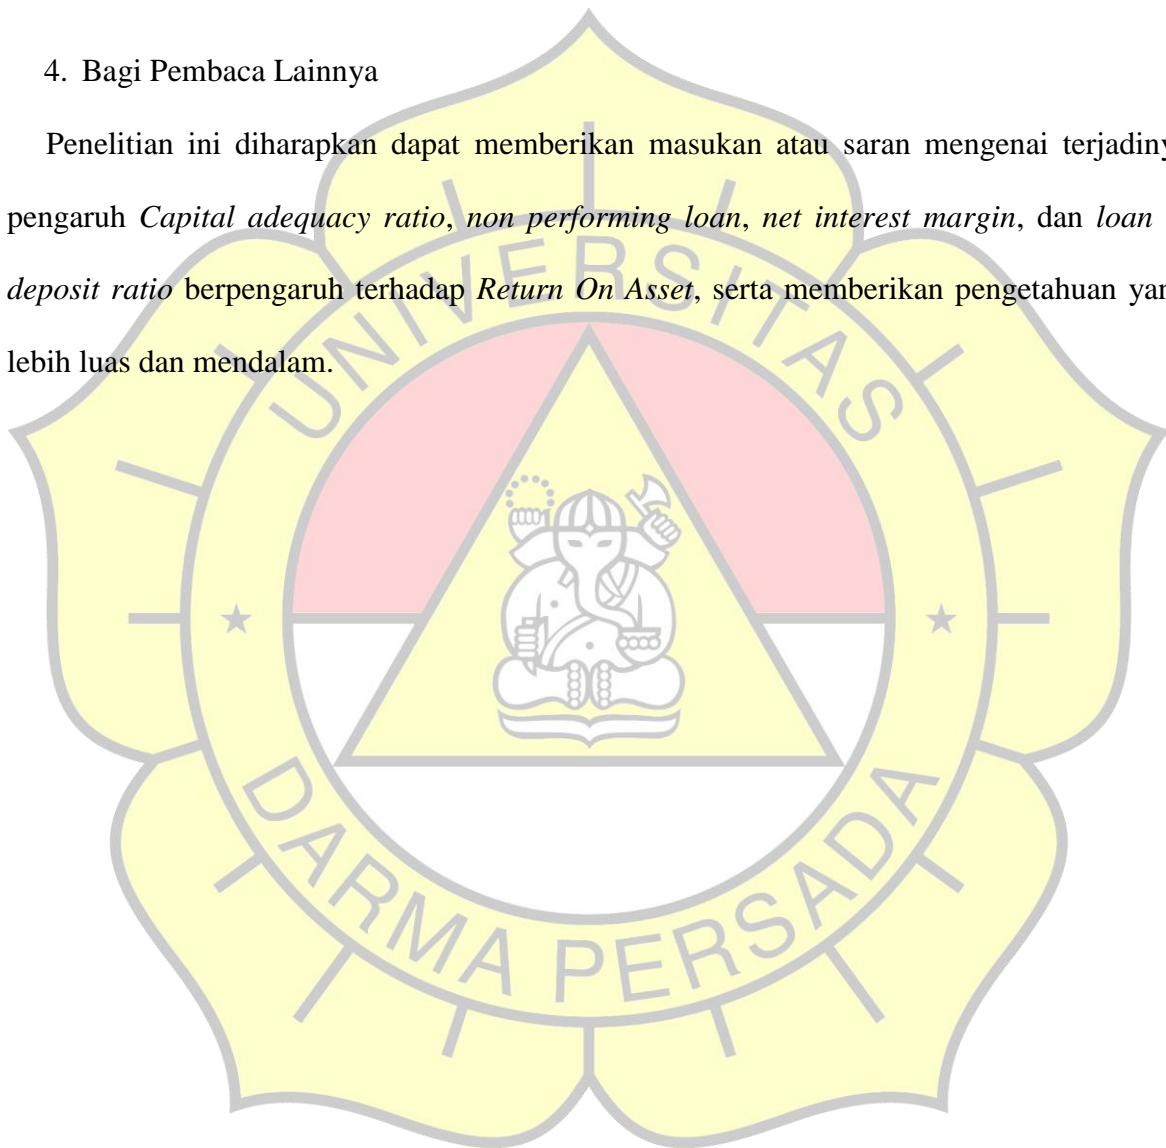 4. Bagi Pembaca Lainnya
Penelitian ini diharapkan dapat memberikan masukan atau saran mengenai terjadiny
pengaruh Capital adequacy ratio, non performing loan, net interest margin, dan loan
deposit ratio berpengaruh terhadap Return On Asset, serta memberikan pengetahuan yan
lebih luas dan mendalam.
UNIVERSITAS
DARMA PERSADA